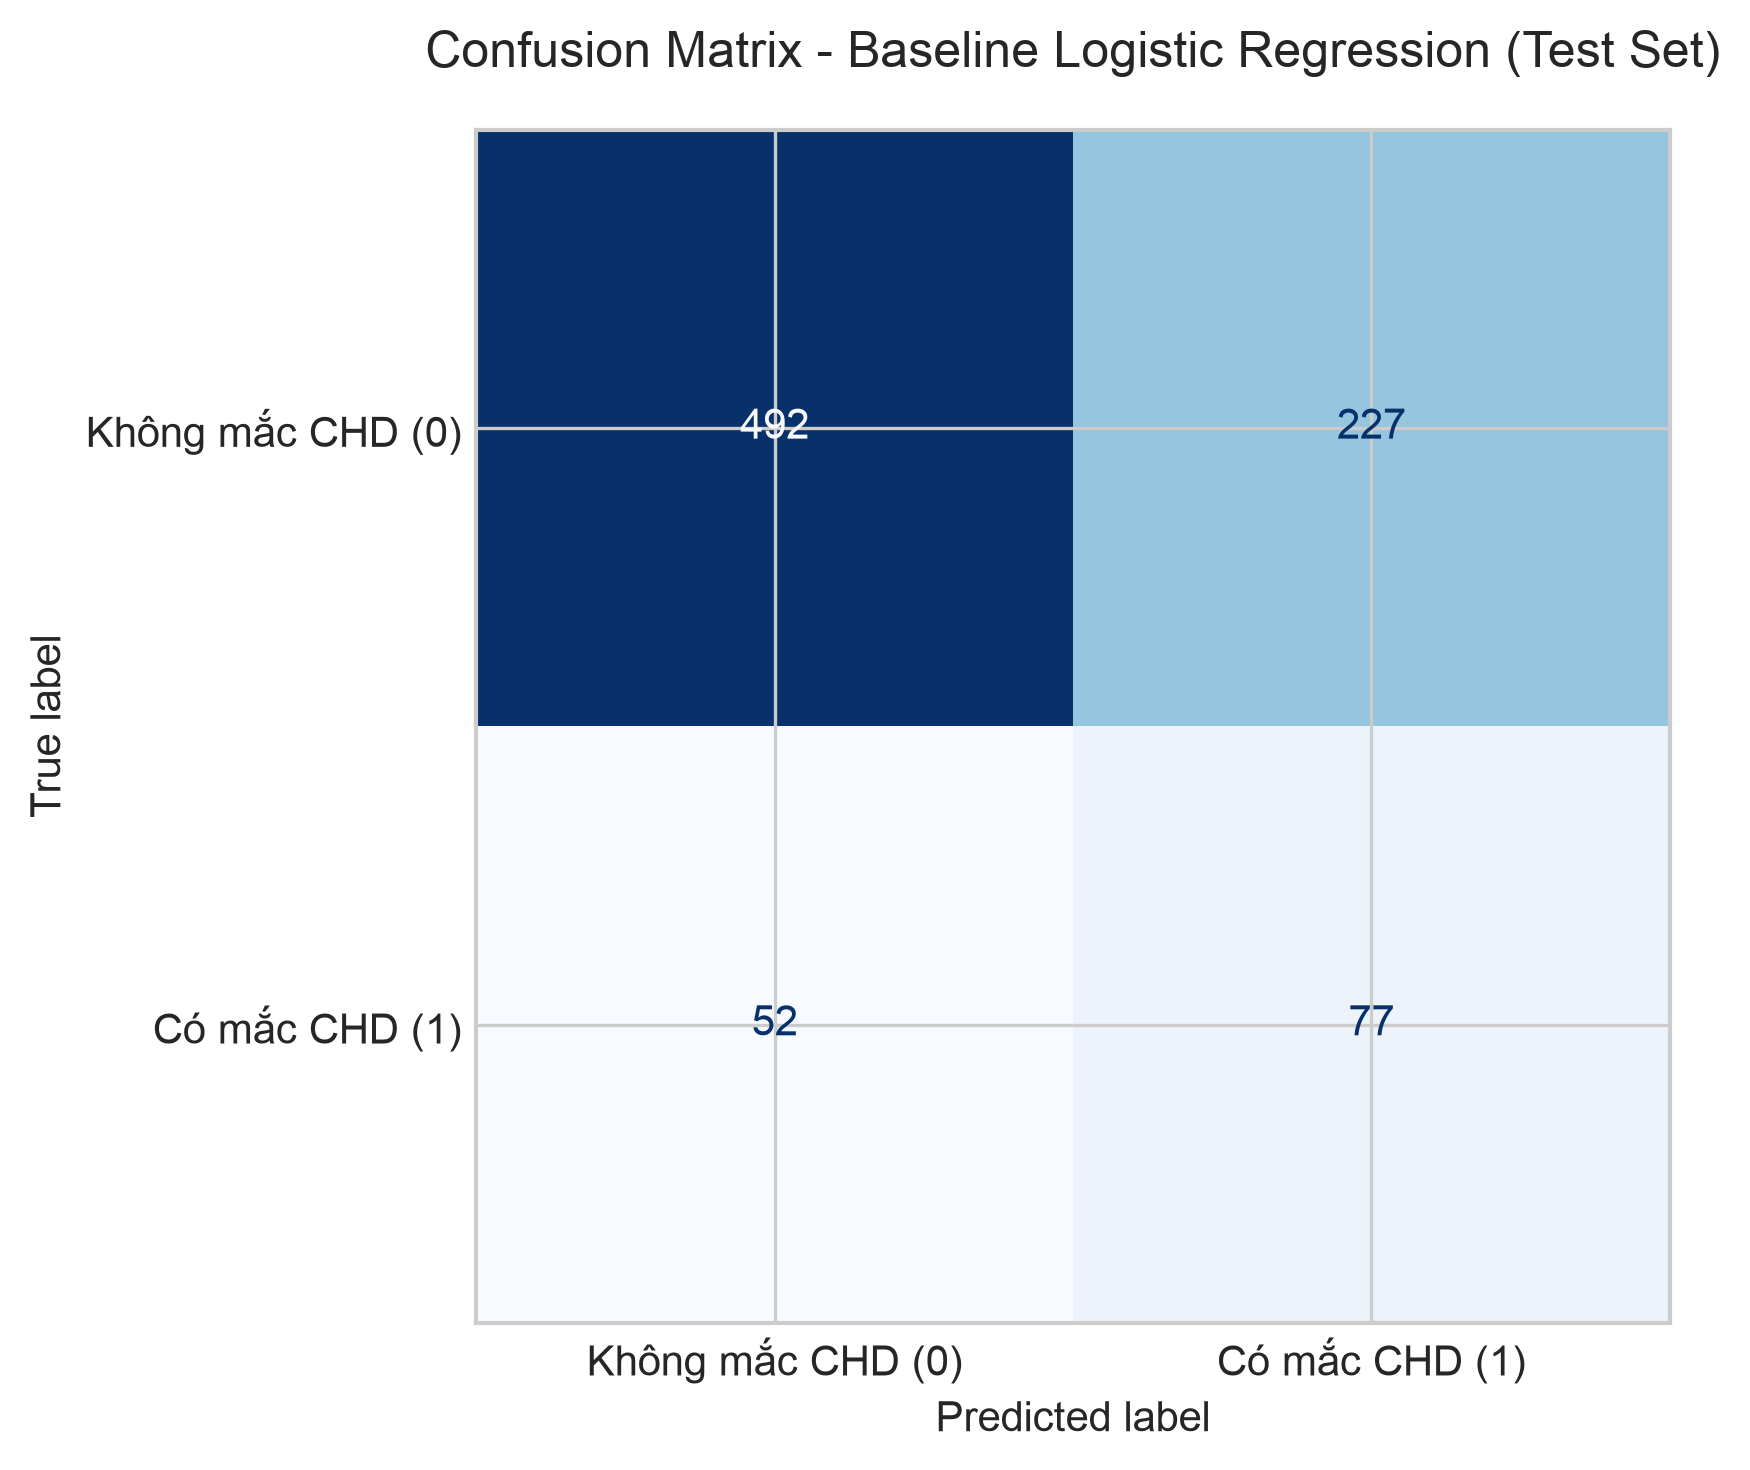 Confusion Matrix - Baseline Logistic Regression (Test Set)
True label
Không mắc CHD (0)
492
227
Có mắc CHD (1)
52
77
Không mắc CHD (0)
Có mắc CHD (1)
Predicted label